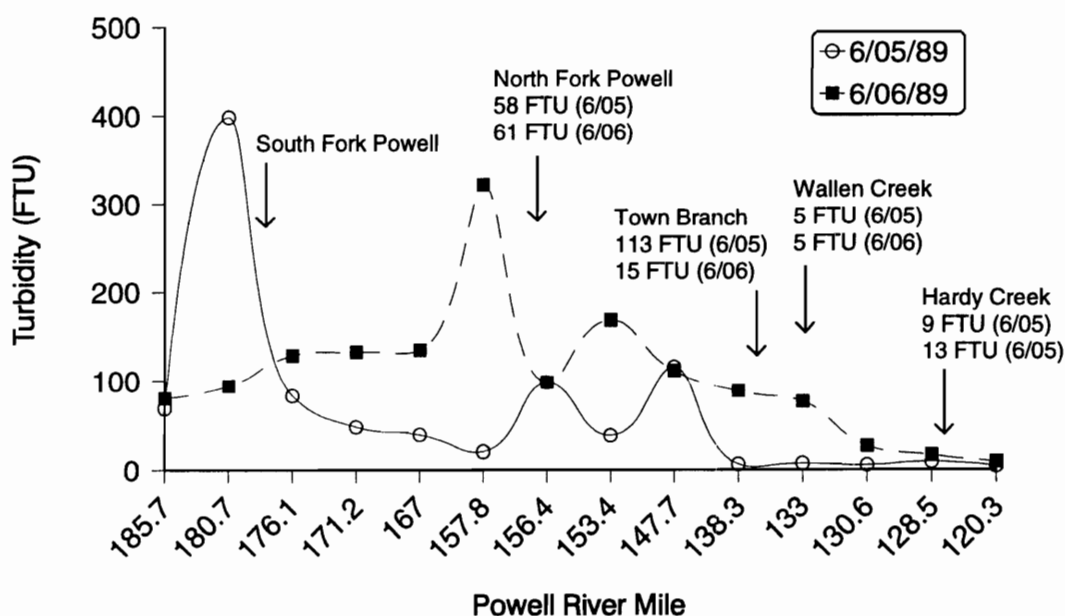 500
400
300
200
100
0
Turbidity (FTU)
6/05/89
6/06/89
South Fork Powell
North Fork Powell
58 FTU (6/05)
61 FTU (6/06)
Town Branch
113 FTU (6/05)
15 FTU (6/06)
Wallen Creek
5 FTU (6/05)
5 FTU (6/06)
Hardy Creek
9 FTU (6/05)
13 FTU (6/05)
185.7
180.7
176.1
171.2
167
157.8
156.4
153.4
147.7
138.3
133
130.6
128.5
120.3
Powell River Mile